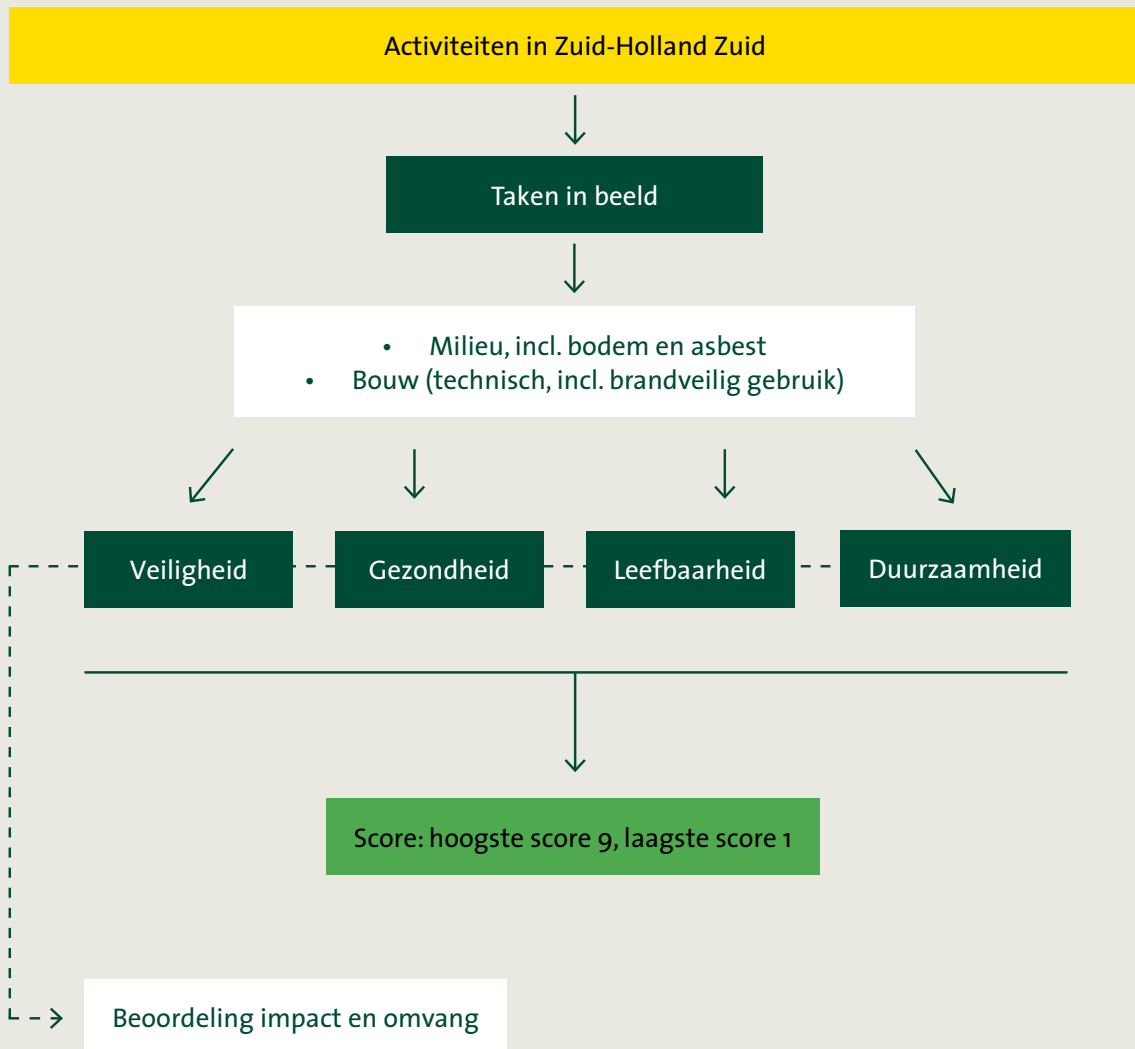 Activiteiten in Zuid-Holland Zuid
Taken in beeld
• Milieu, incl. bodem en asbest
• Bouw (technisch, incl. brandveilig gebruik)
Veiligheid
Gezondheid
Leefbaarheid
Duurzaamheid
Score: hoogste score 9, laagste score 1
Beoordeling impact en omvang